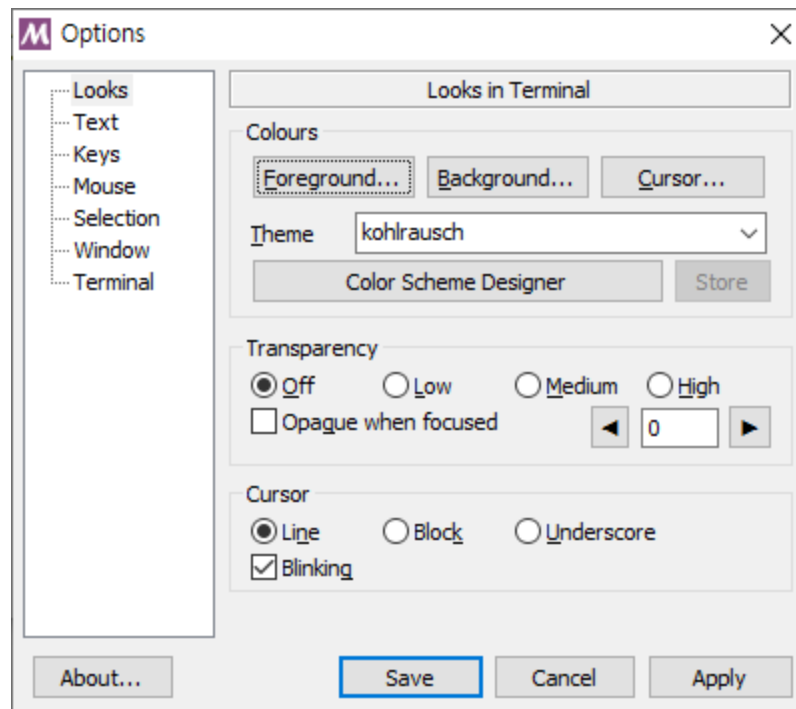 M Options
Looks
Text
Keys
Mouse
Selection
Window
Terminal
Looks in Terminal
Colours
Foreground...
Background...
Cursor...
Theme
kohlrausch
Color Scheme Designer
Store
Transparency
Off
Low
Medium
High
Opaque when focused
0
Cursor
Line
Block
Underscore
Blinking
About...
Save
Cancel
Apply